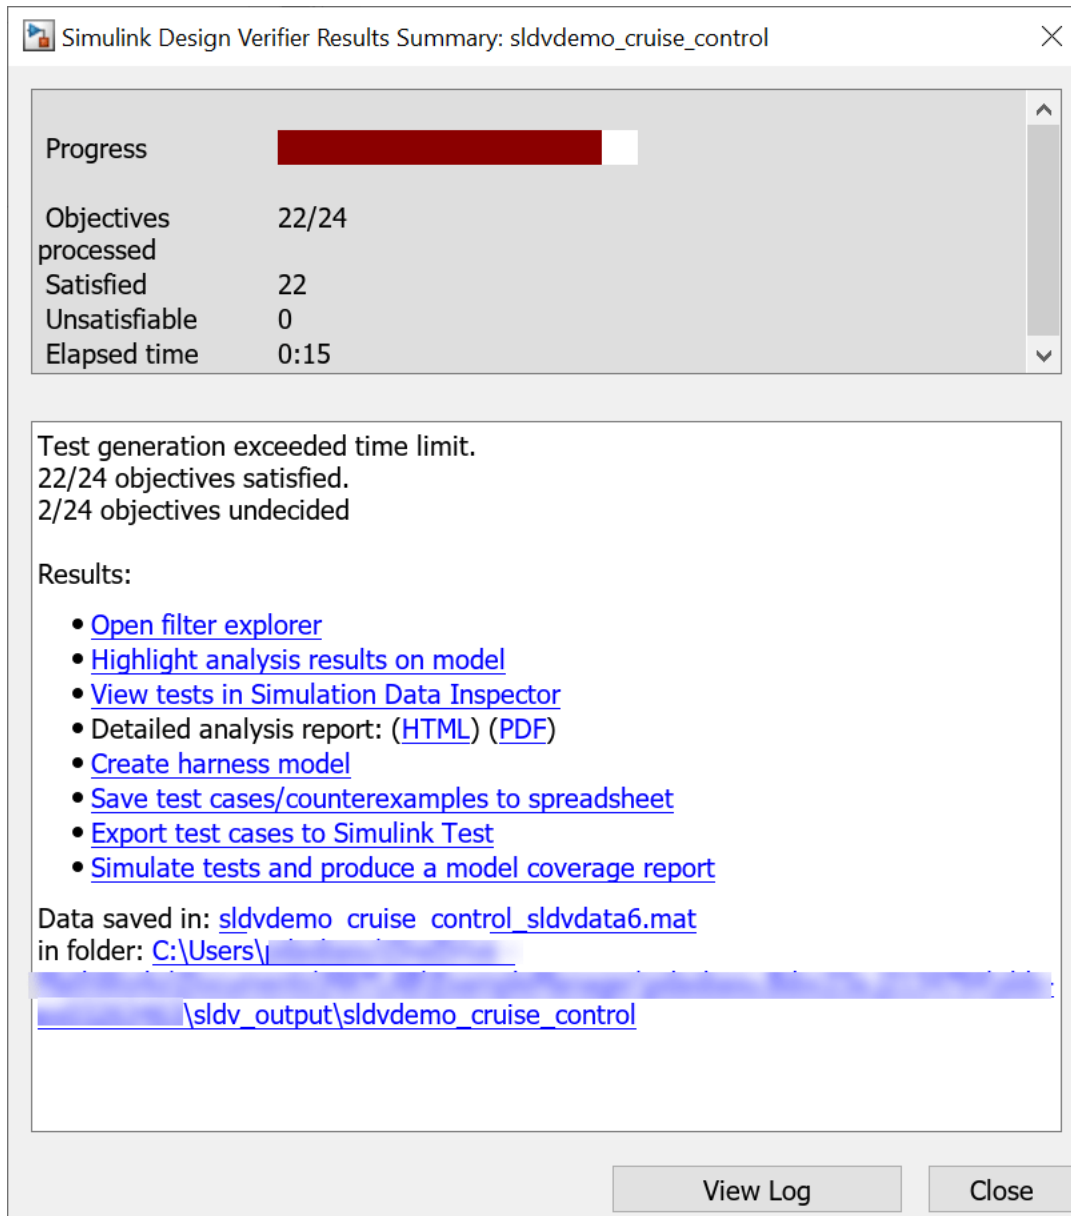 Simulink Design Verifier Results Summary: sldvdemo_cruise_control
Progress
Objectives processed 22/24
Satisfied 22
Unsatisfiable 0
Elapsed time 0:15
Test generation exceeded time limit.
22/24 objectives satisfied.
2/24 objectives undecided
Results:
• Open filter explorer
• Highlight analysis results on model
• View tests in Simulation Data Inspector
• Detailed analysis report: (HTML) (PDF)
• Create harness model
• Save test cases/counterexamples to spreadsheet
• Export test cases to Simulink Test
• Simulate tests and produce a model coverage report
Data saved in: sldvdemo_cruise_control_sldvdata6.mat
in folder: C:\Users\
\sldv_output\sldvdemo_cruise_control
View Log
Close